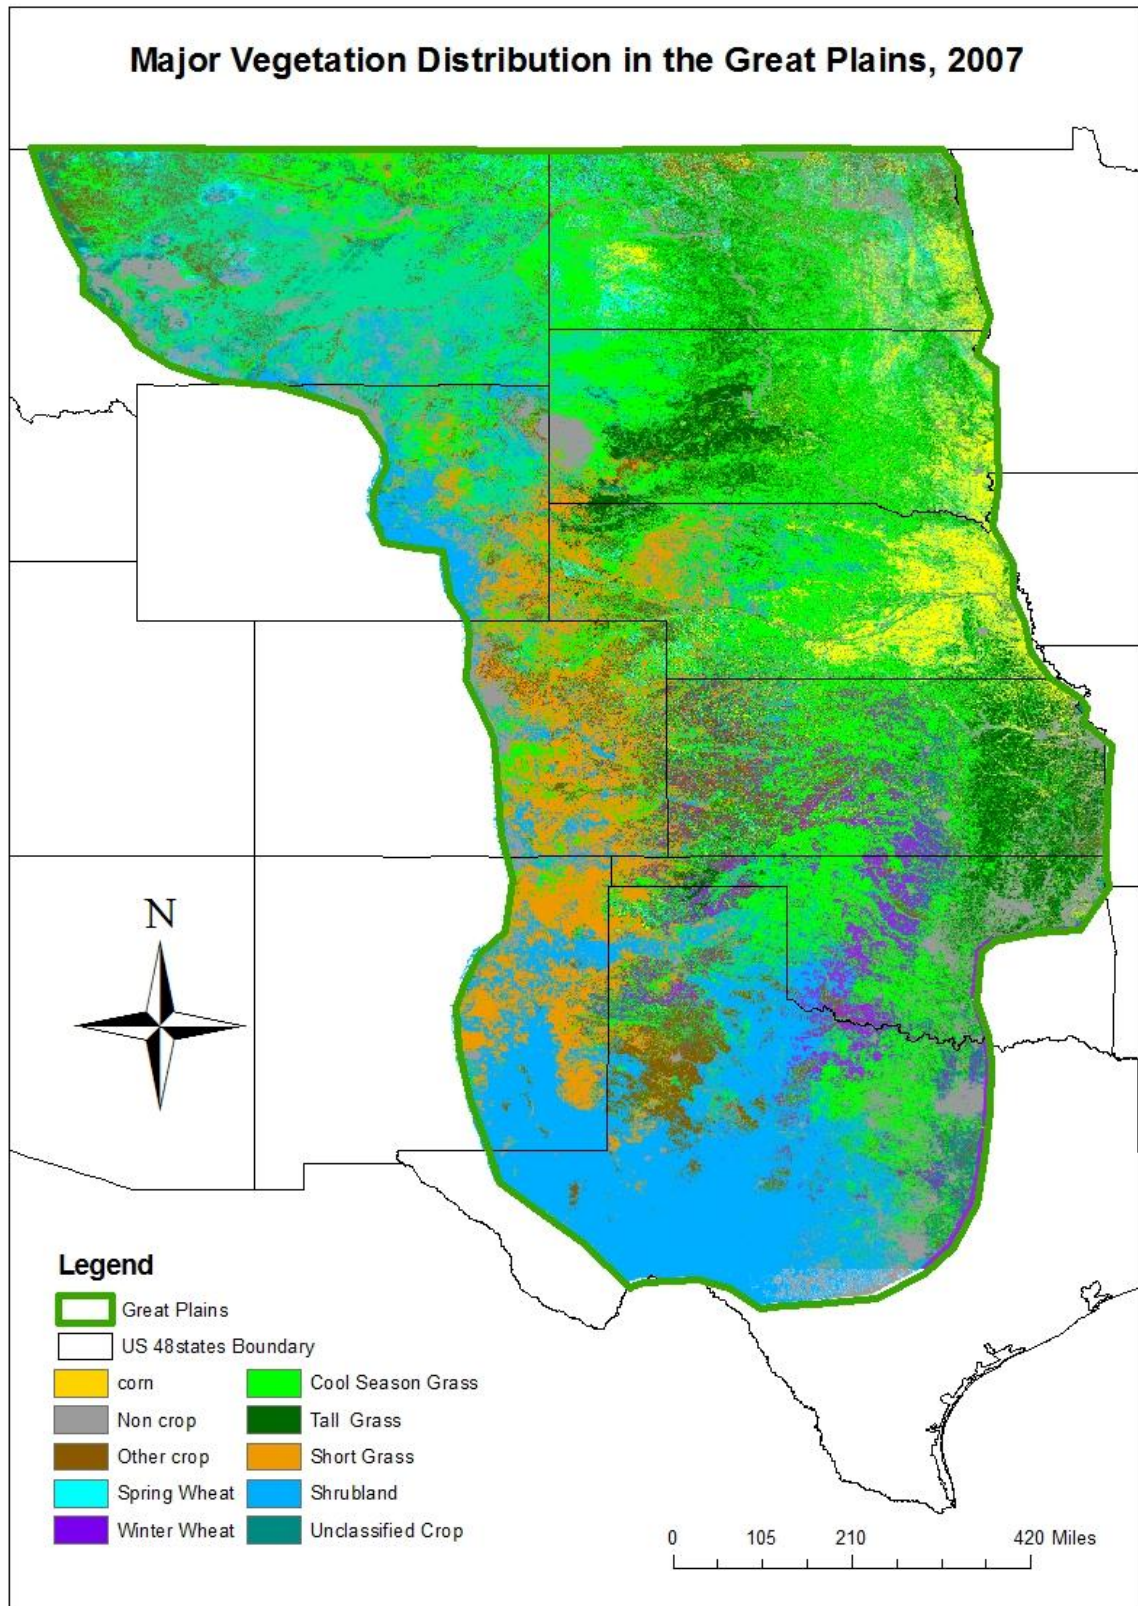 Major Vegetation Distribution in the Great Plains, 2007
N
Legend
Great Plains
US 48states Boundary
corn
Cool Season Grass
Non crop
Tall Grass
Other crop
Short Grass
Spring Wheat
Shrubland
Winter Wheat
Unclassified Crop
0 105 210 420 Miles